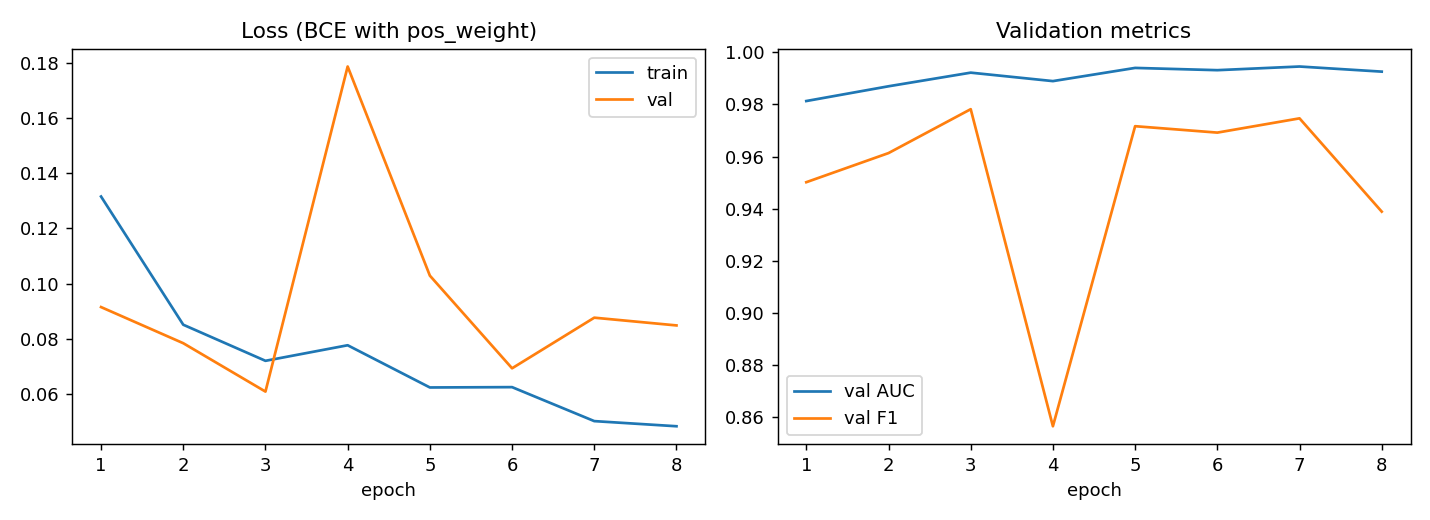 Loss (BCE with pos_weight)
0.18
0.16
0.14
0.12
0.10
0.08
0.06
train
val
1 2 3 4 5 6 7 8
epoch
Validation metrics
1.00
0.98
0.96
0.94
0.92
0.90
0.88
0.86
val AUC
val F1
1 2 3 4 5 6 7 8
epoch